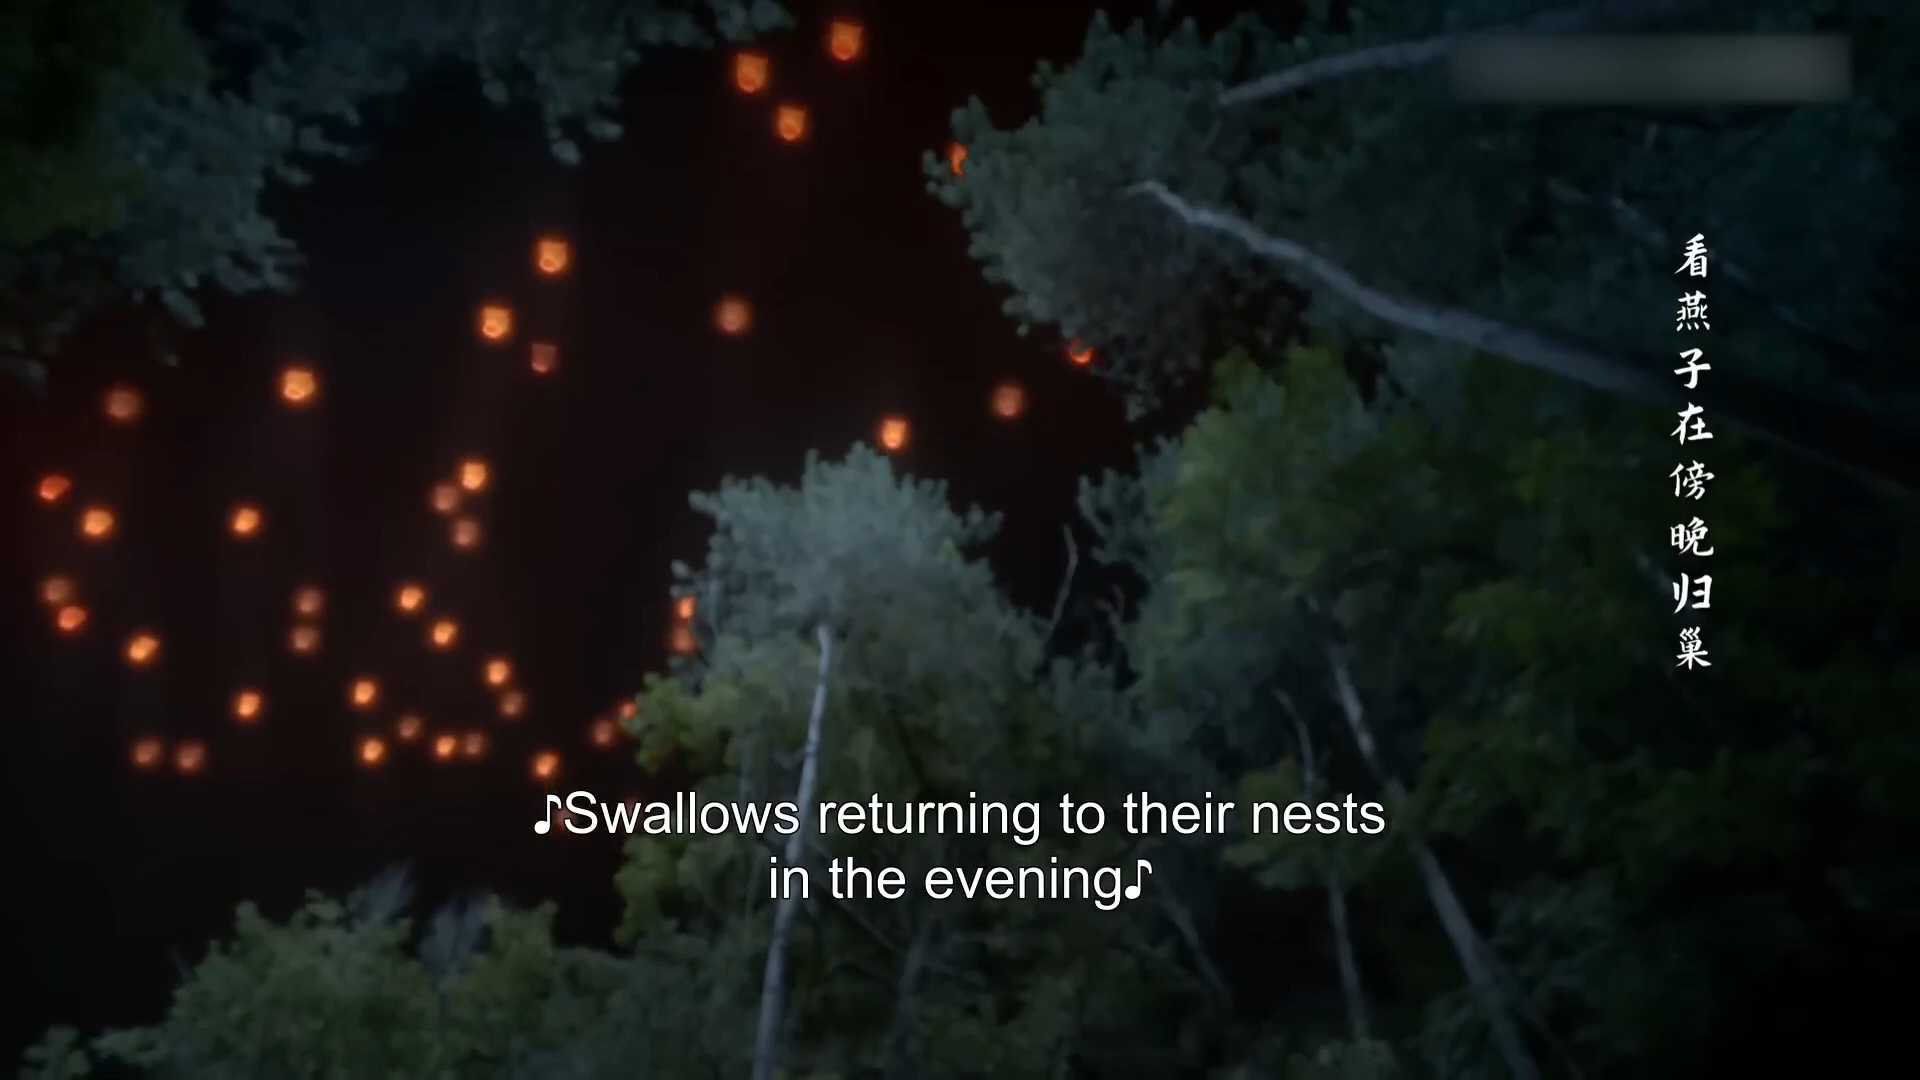 看燕子在傍晚归巢
♪Swallows returning to their nests
in the evening♪